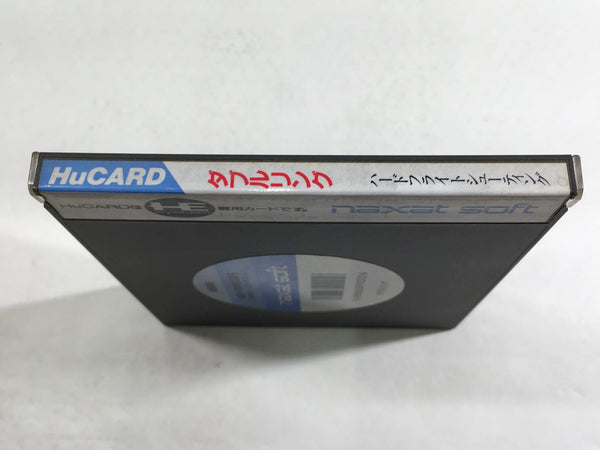 HuCARD
ダブルリング
ハードフライトシューティング
HuCARDは
専用カードです。
naxat soft
naxat soft